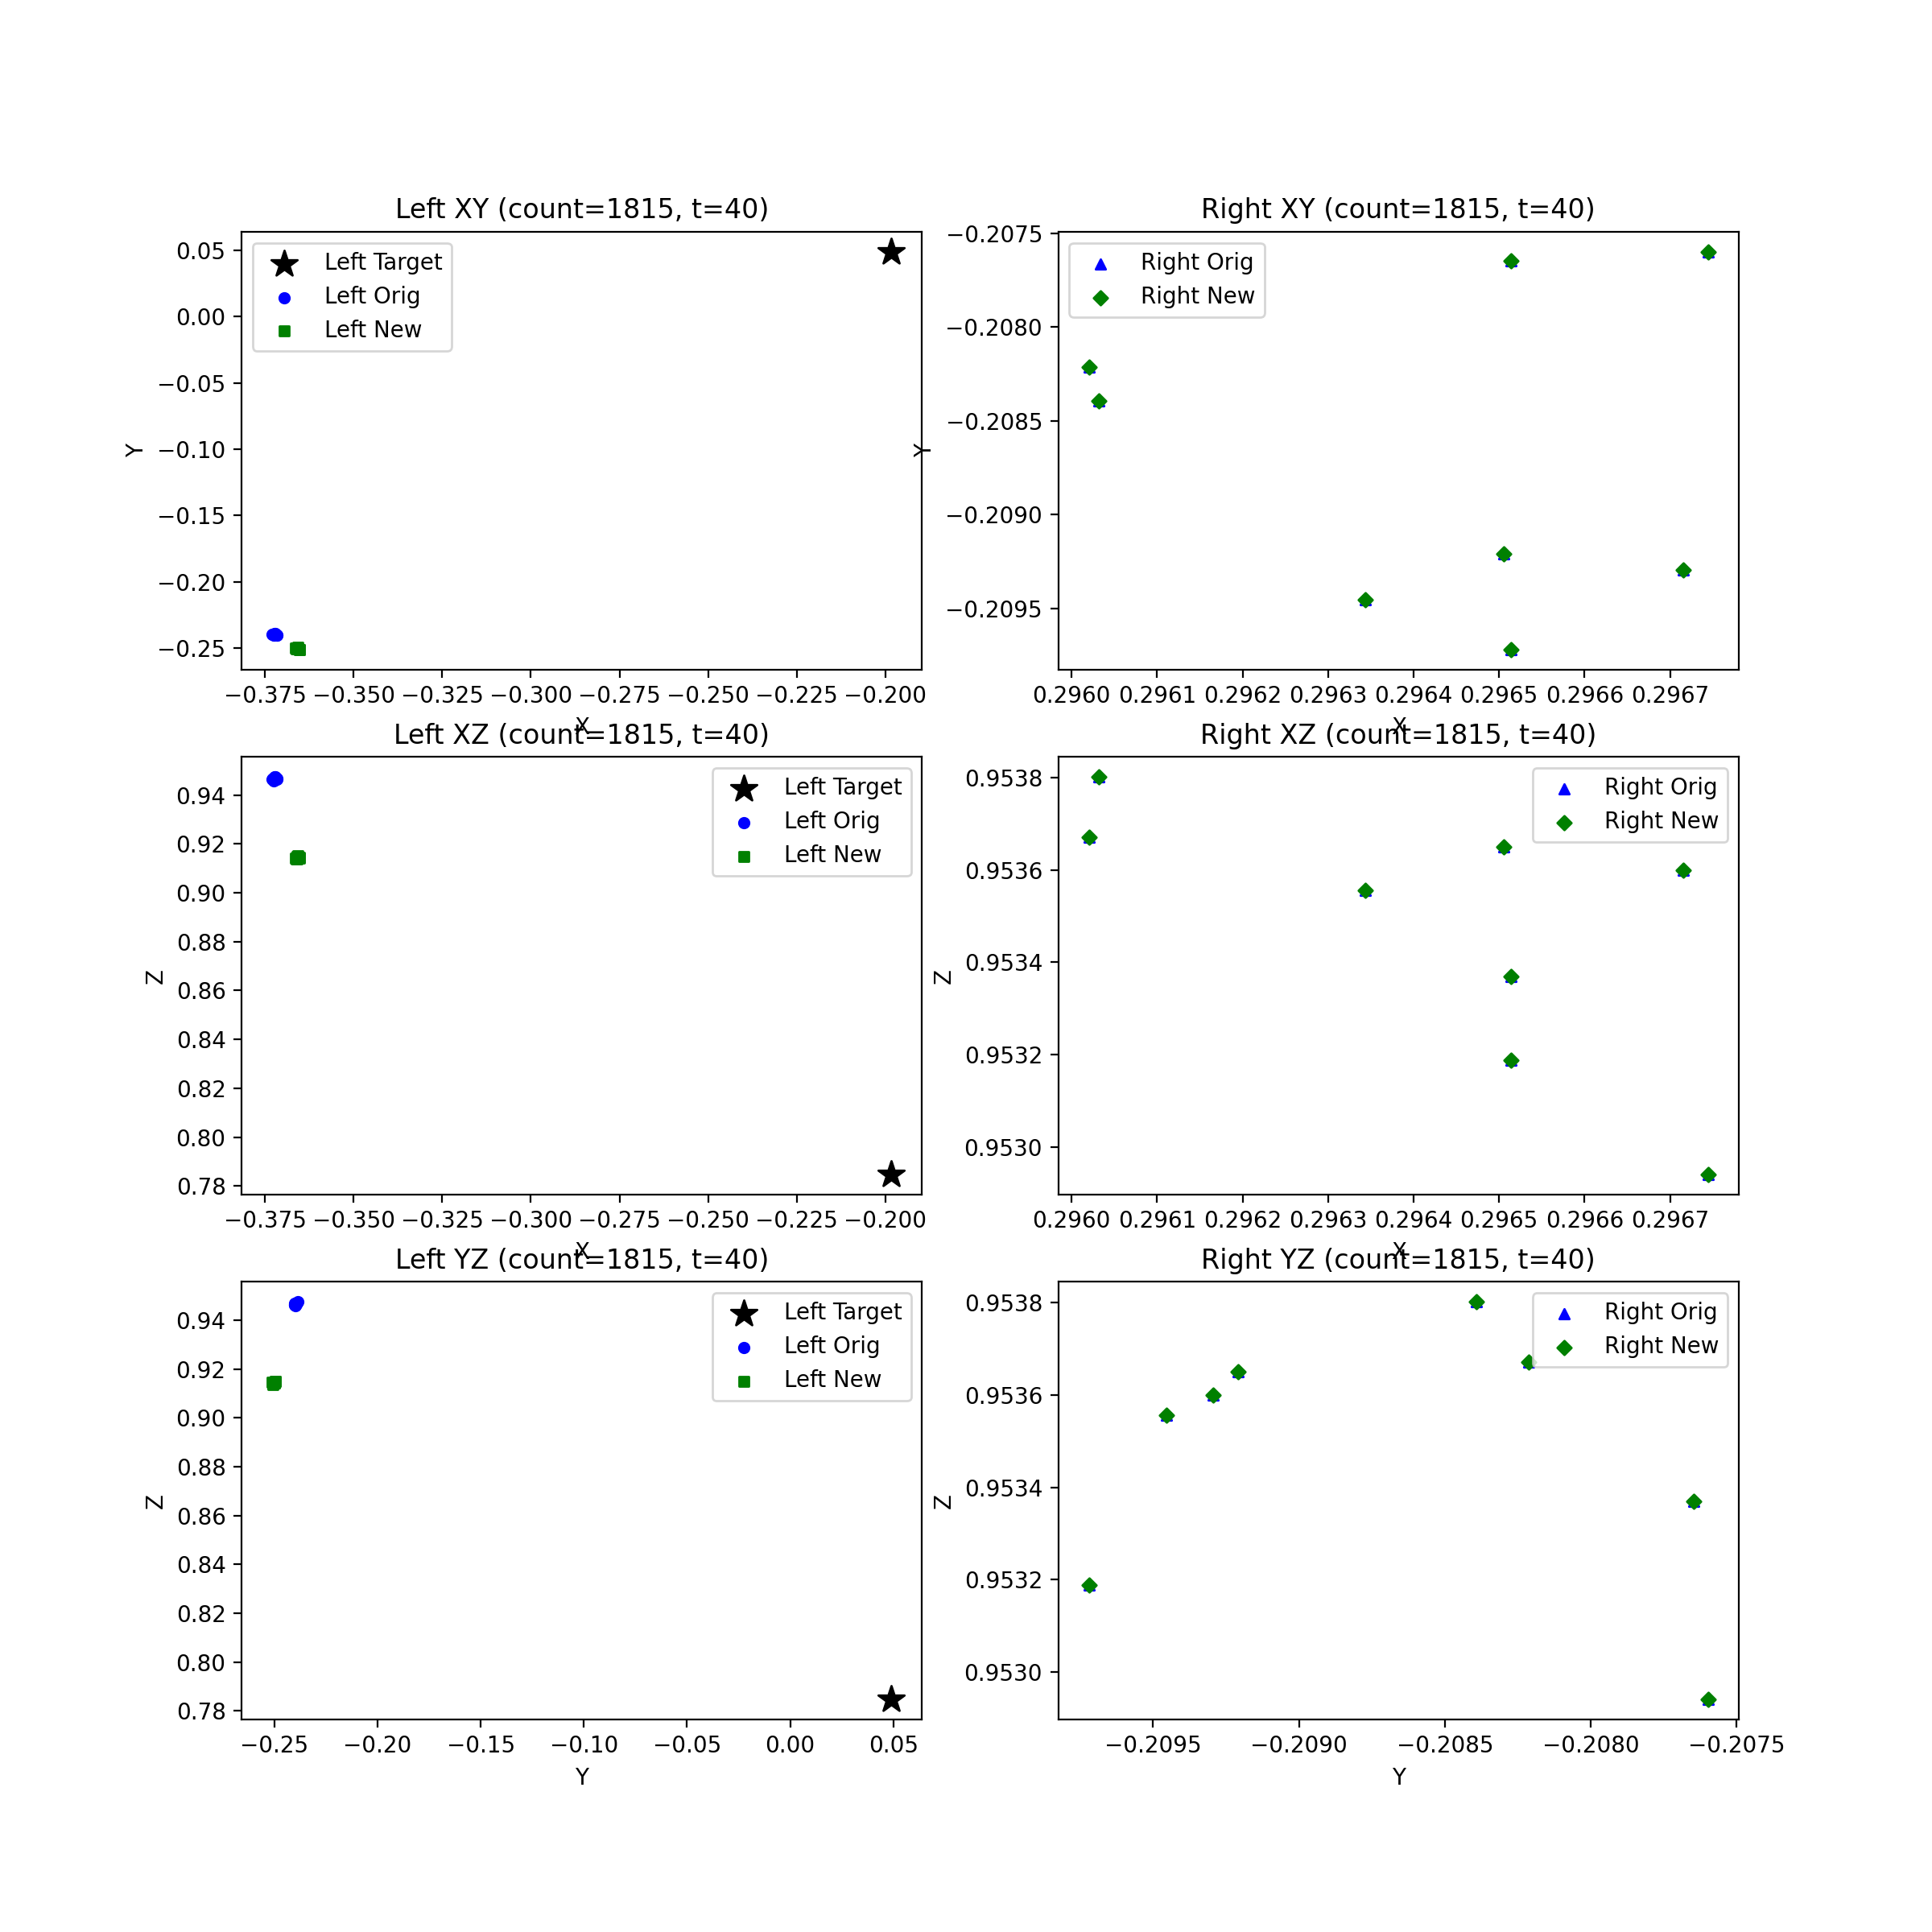 Left XY (count=1815, t=40)
Left Target
Left Orig
Left New
0.05
0.00
−0.05
−0.10
−0.15
−0.20
−0.25
Y
−0.375 −0.350 −0.325 −0.300 −0.275 −0.250 −0.225 −0.200
X
Right XY (count=1815, t=40)
Right Orig
Right New
−0.2075
−0.2080
−0.2085
−0.2090
−0.2095
Y
0.2960 0.2961 0.2962 0.2963 0.2964 0.2965 0.2966 0.2967
X
Left XZ (count=1815, t=40)
Left Target
Left Orig
Left New
0.94
0.92
0.90
0.88
0.86
0.84
0.82
0.80
0.78
Z
−0.375 −0.350 −0.325 −0.300 −0.275 −0.250 −0.225 −0.200
X
Right XZ (count=1815, t=40)
Right Orig
Right New
0.9538
0.9536
0.9534
0.9532
0.9530
Z
0.2960 0.2961 0.2962 0.2963 0.2964 0.2965 0.2966 0.2967
X
Left YZ (count=1815, t=40)
Left Target
Left Orig
Left New
0.94
0.92
0.90
0.88
0.86
0.84
0.82
0.80
0.78
Z
−0.25 −0.20 −0.15 −0.10 −0.05 0.00 0.05
Y
Right YZ (count=1815, t=40)
Right Orig
Right New
0.9538
0.9536
0.9534
0.9532
0.9530
Z
−0.2095 −0.2090 −0.2085 −0.2080 −0.2075
Y